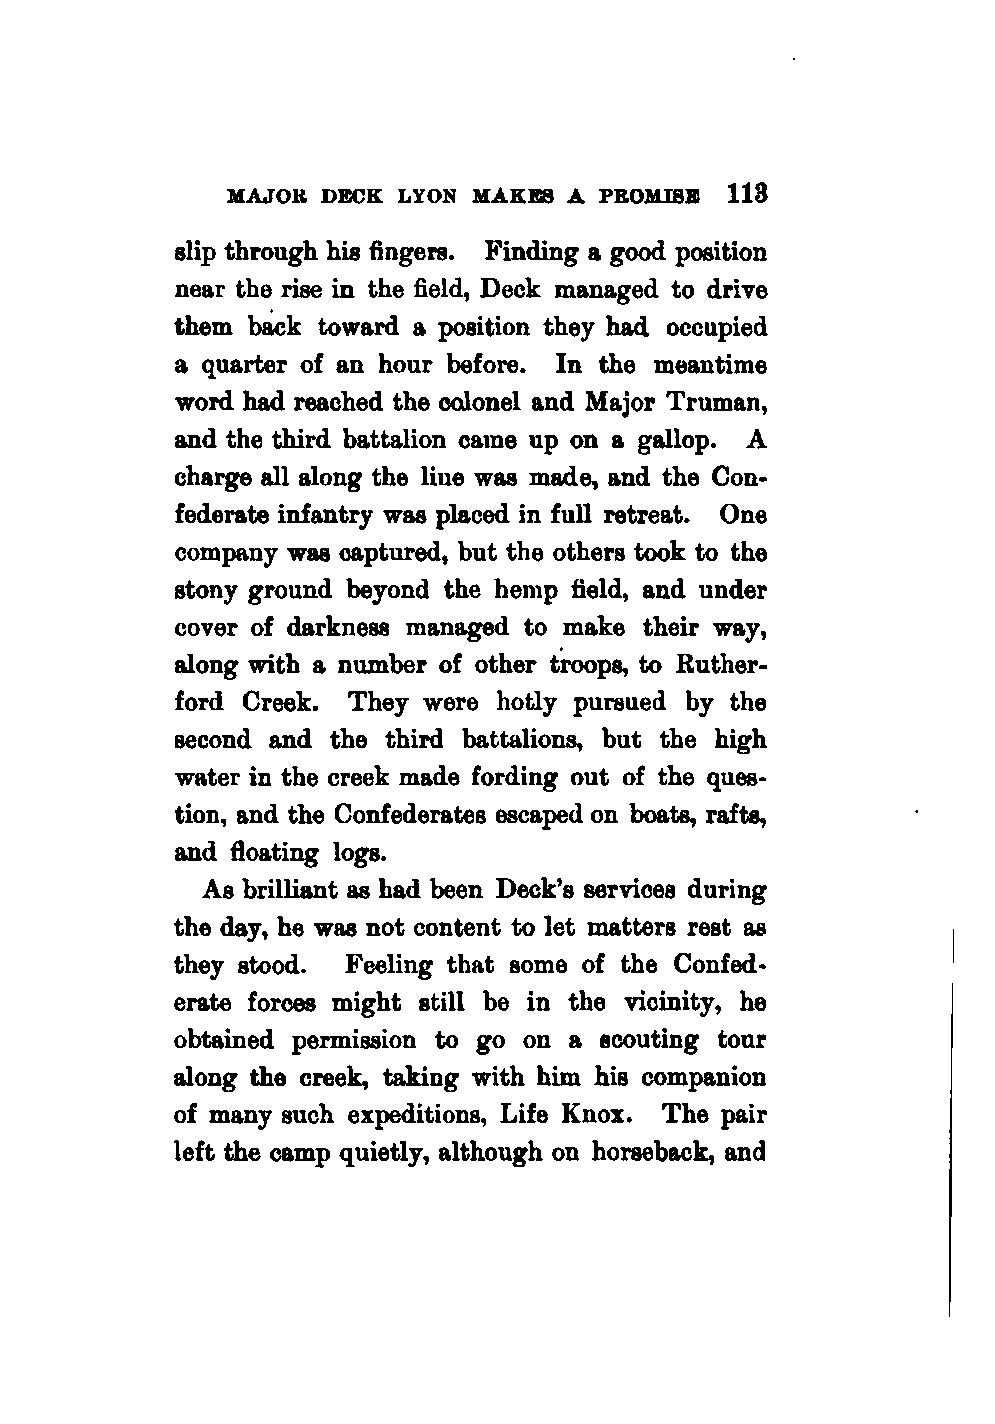 MAJOR DECK LYON MAKES A PROMISE 113
slip through his fingers. Finding a good position
near the rise in the field, Deck managed to drive
them back toward a position they had occupied
a quarter of an hour before. In the meantime
word had reached the colonel and Major Truman,
and the third battalion came up on a gallop. A
charge all along the line was made, and the Con-
federate infantry was placed in full retreat. One
company was captured, but the others took to the
stony ground beyond the hemp field, and under
cover of darkness managed to make their way,
along with a number of other troops, to Ruther-
ford Creek. They were hotly pursued by the
second and the third battalions, but the high
water in the creek made fording out of the ques-
tion, and the Confederates escaped on boats, rafts,
and floating logs.
As brilliant as had been Deck's services during
the day, he was not content to let matters rest as
they stood. Feeling that some of the Confed-
erate forces might still be in the vicinity, he
obtained permission to go on a scouting tour
along the creek, taking with him his companion
of many such expeditions, Life Knox. The pair
left the camp quietly, although on horseback, and